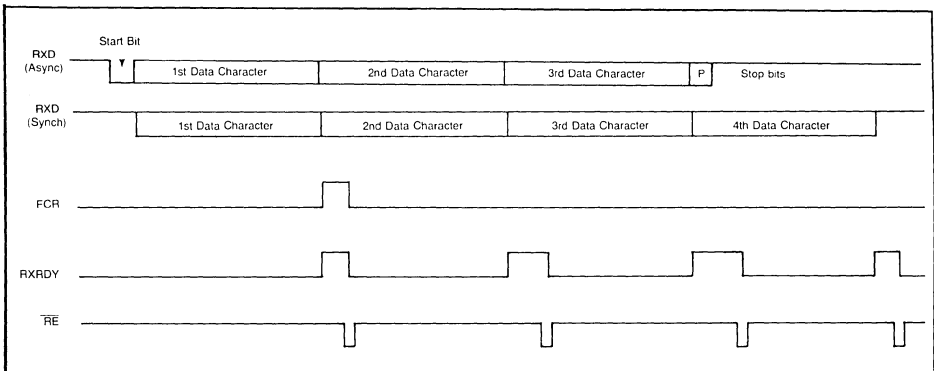 Start Bit
RXD
(Async)
1st Data Character
2nd Data Character
3rd Data Character
P
Stop bits
RXD
(Synch)
1st Data Character
2nd Data Character
3rd Data Character
4th Data Character
FCR
RXRDY
RE